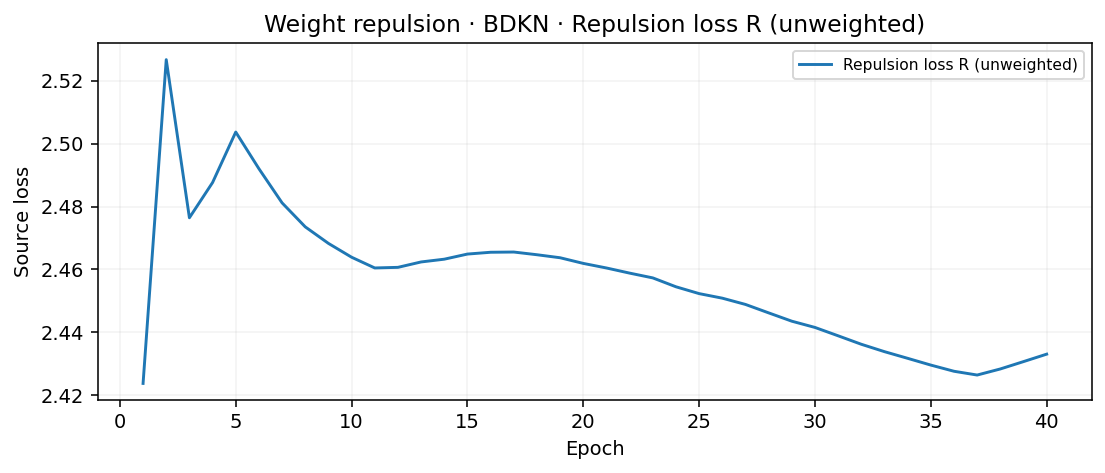 Weight repulsion · BDKN · Repulsion loss R (unweighted)
Repulsion loss R (unweighted)
Source loss
2.52
2.50
2.48
2.46
2.44
2.42
0 5 10 15 20 25 30 35 40
Epoch